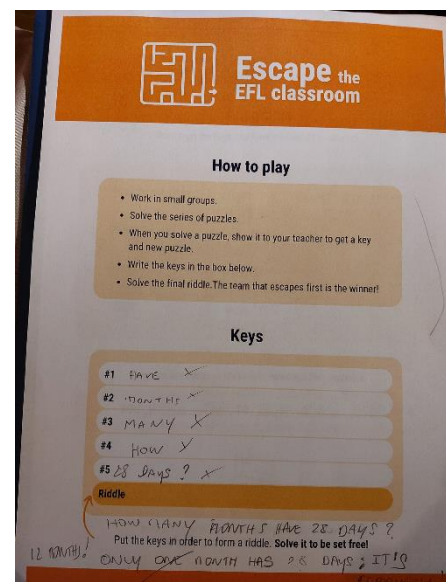 Escape the
EFL classroom
How to play
• Work in small groups.
• Solve the series of puzzles.
• When you solve a puzzle, show it to your teacher to get a key
and new puzzle.
• Write the keys in the box below.
• Solve the final riddle.The team that escapes first is the winner!
Keys
#1 HAVE X
#2 MONTHS X
#3 MANY X
#4 HOW X
#5 28 DAYS ? X
Riddle
HOW MANY MONTHS HAVE 28 DAYS ?
Put the keys in order to form a riddle. Solve it to be set free!
12 MONTHS!
ONLY ONE MONTH HAS 28 DAYS; IT'S